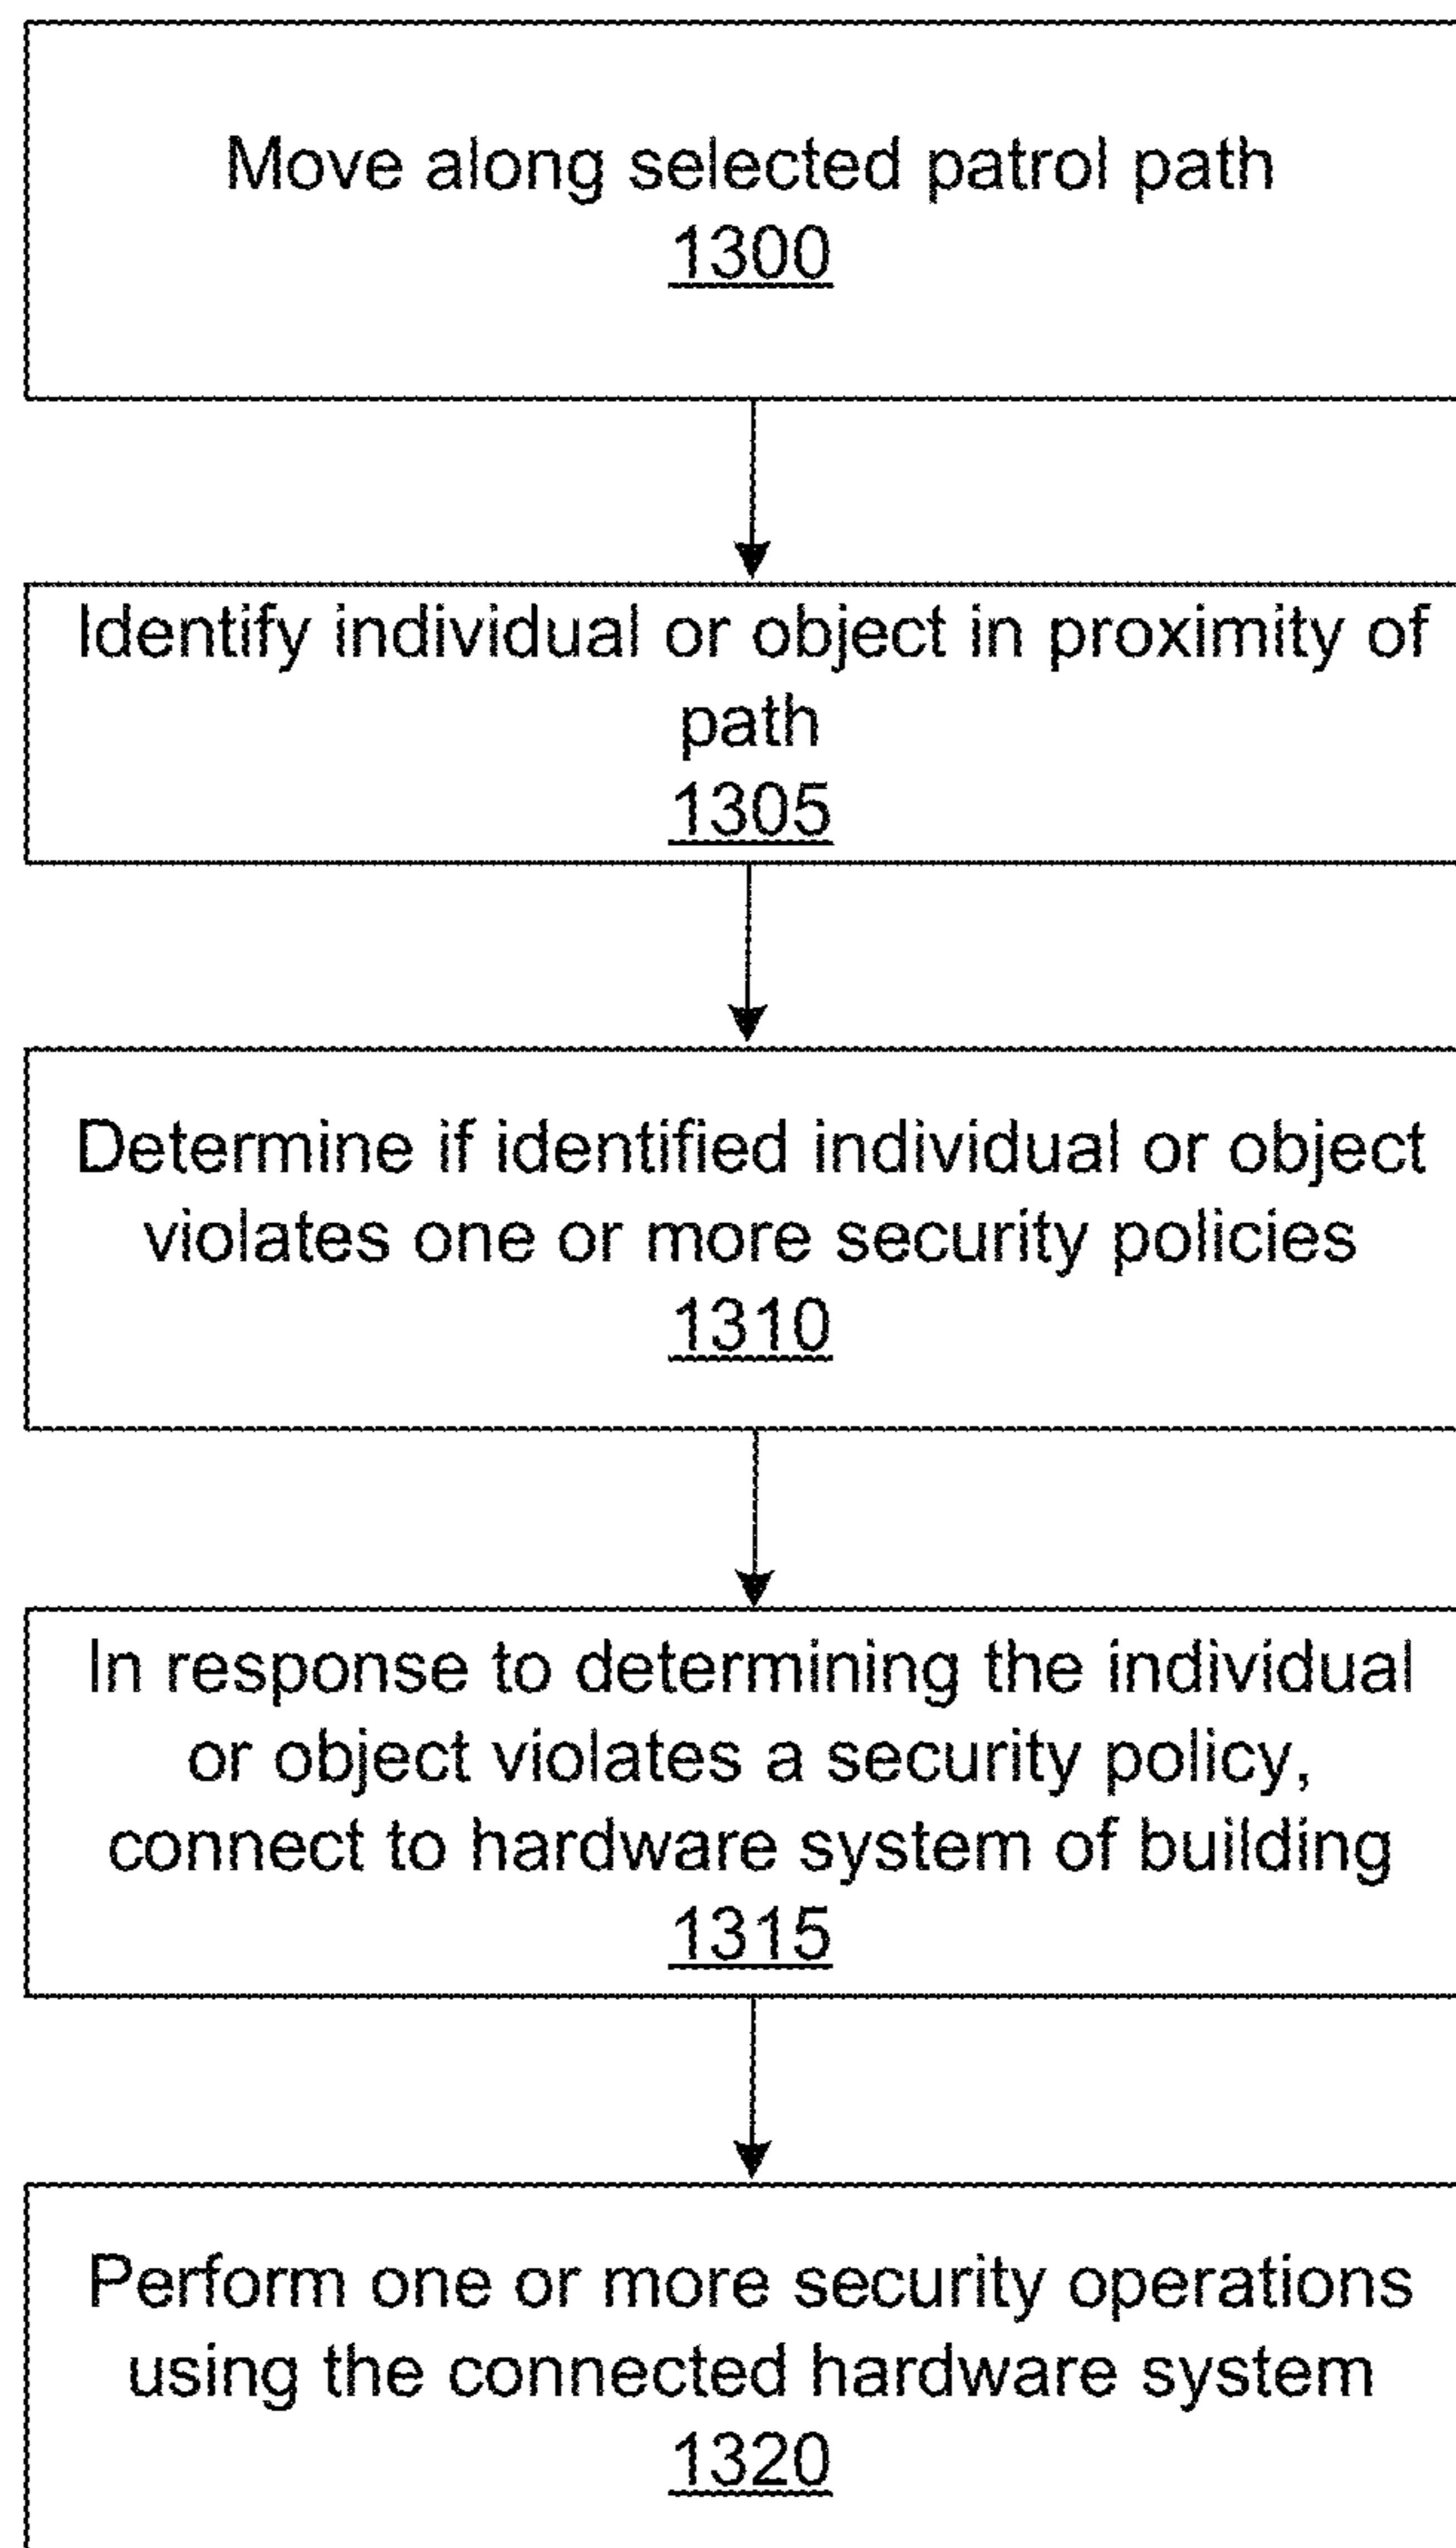 Move along selected patrol path
1300
Identify individual or object in proximity of
path
1305
Determine if identified individual or object
violates one or more security policies
1310
In response to determining the individual
or object violates a security policy,
connect to hardware system of building
1315
Perform one or more security operations
using the connected hardware system
1320